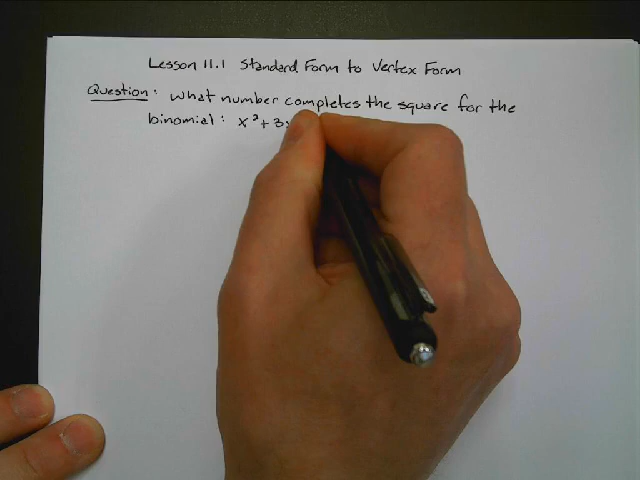 Lesson 11.1 Standard Form to Vertex Form
Question: What number completes the square for the
binomial: x² + 3